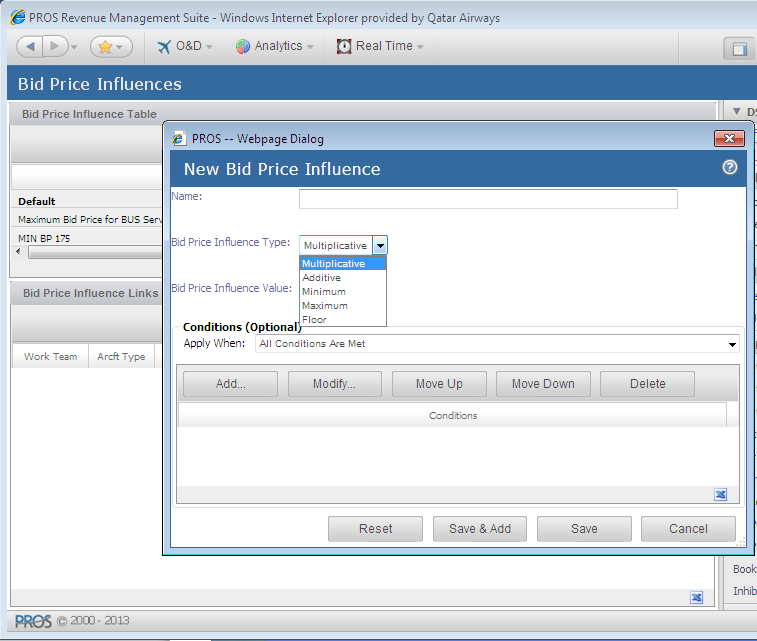 PROS Revenue Management Suite - Windows Internet Explorer provided by Qatar Airways
O&D
Analytics
Real Time
Bid Price Influences
Bid Price Influence Table
Default
Maximum Bid Price for BUS Serv
MIN BP 175
Bid Price Influence Links
Work Team
Arcft Type
PROS -- Webpage Dialog
New Bid Price Influence
Name:
Bid Price Influence Type:
Multiplicative
Multiplicative
Additive
Minimum
Maximum
Floor
Bid Price Influence Value:
Conditions (Optional)
Apply When:
All Conditions Are Met
Add...
Modify...
Move Up
Move Down
Delete
Conditions
Reset
Save & Add
Save
Cancel
Book
Inhib
PROS © 2000 - 2013